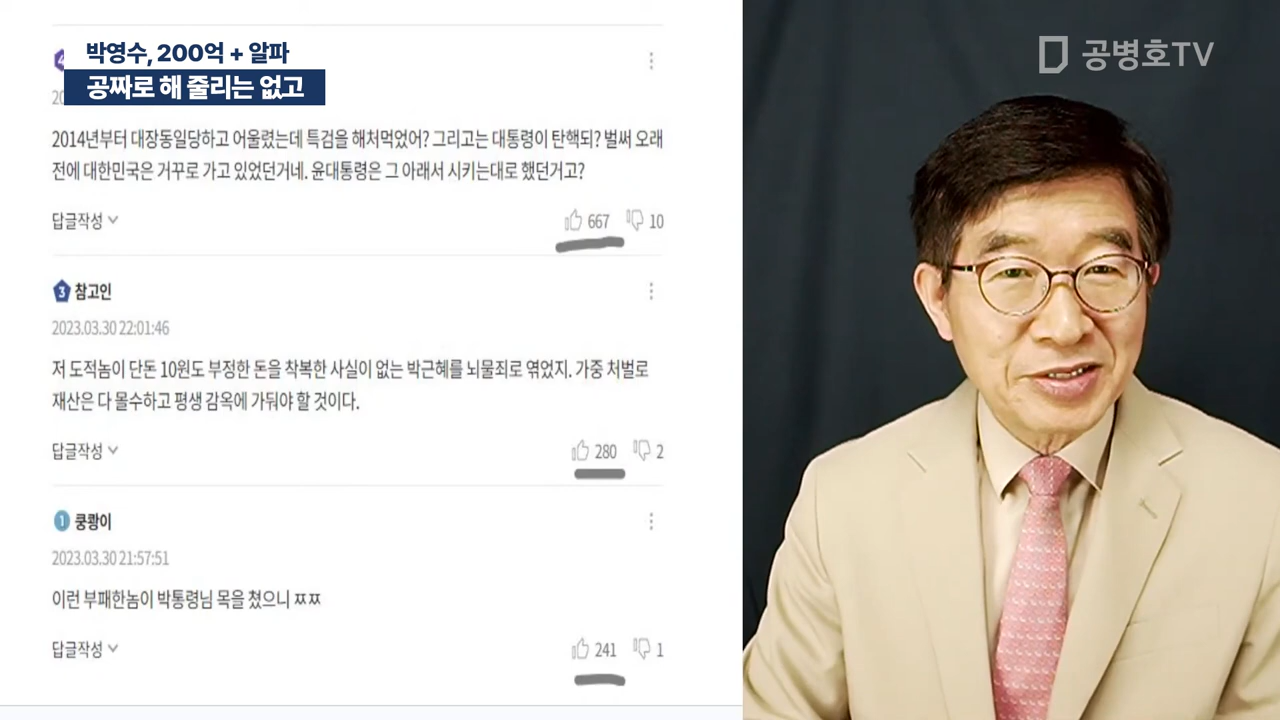 박영수, 200억 + 알파
공짜로 해 줄리는 없고
공병호TV
4
20
2014년부터 대장동일당하고 어울렸는데 특검을 해처먹었어? 그리고는 대통령이 탄핵되? 벌써 오래
전에 대한민국은 거꾸로 가고 있었던거네. 윤대통령은 그 아래서 시키는대로 했던거고?
답글작성
667 10
3 참고인
2023.03.30 22:01:46
저 도적놈이 단돈 10원도 부정한 돈을 착복한 사실이 없는 박근혜를 뇌물죄로 엮었지. 가중 처벌로
재산은 다 몰수하고 평생 감옥에 가둬야 할 것이다.
답글작성
280 2
1 쿵쾅이
2023.03.30 21:57:51
이런 부패한놈이 박통령님 목을 쳤으니 ㅉㅉ
답글작성
241 1